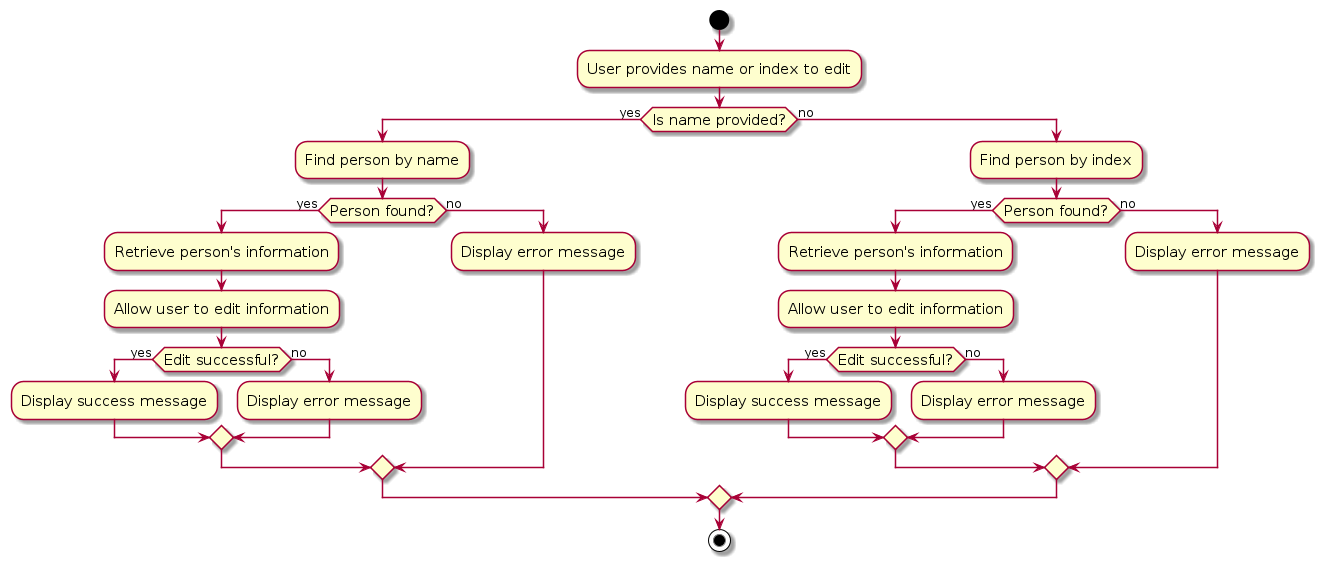 User provides name or index to edit
yes
Is name provided?
no
Find person by name
Find person by index
yes
Person found?
no
yes
Person found?
no
Retrieve person's information
Display error message
Retrieve person's information
Display error message
Allow user to edit information
Allow user to edit information
yes
Edit successful?
no
yes
Edit successful?
no
Display success message
Display error message
Display success message
Display error message